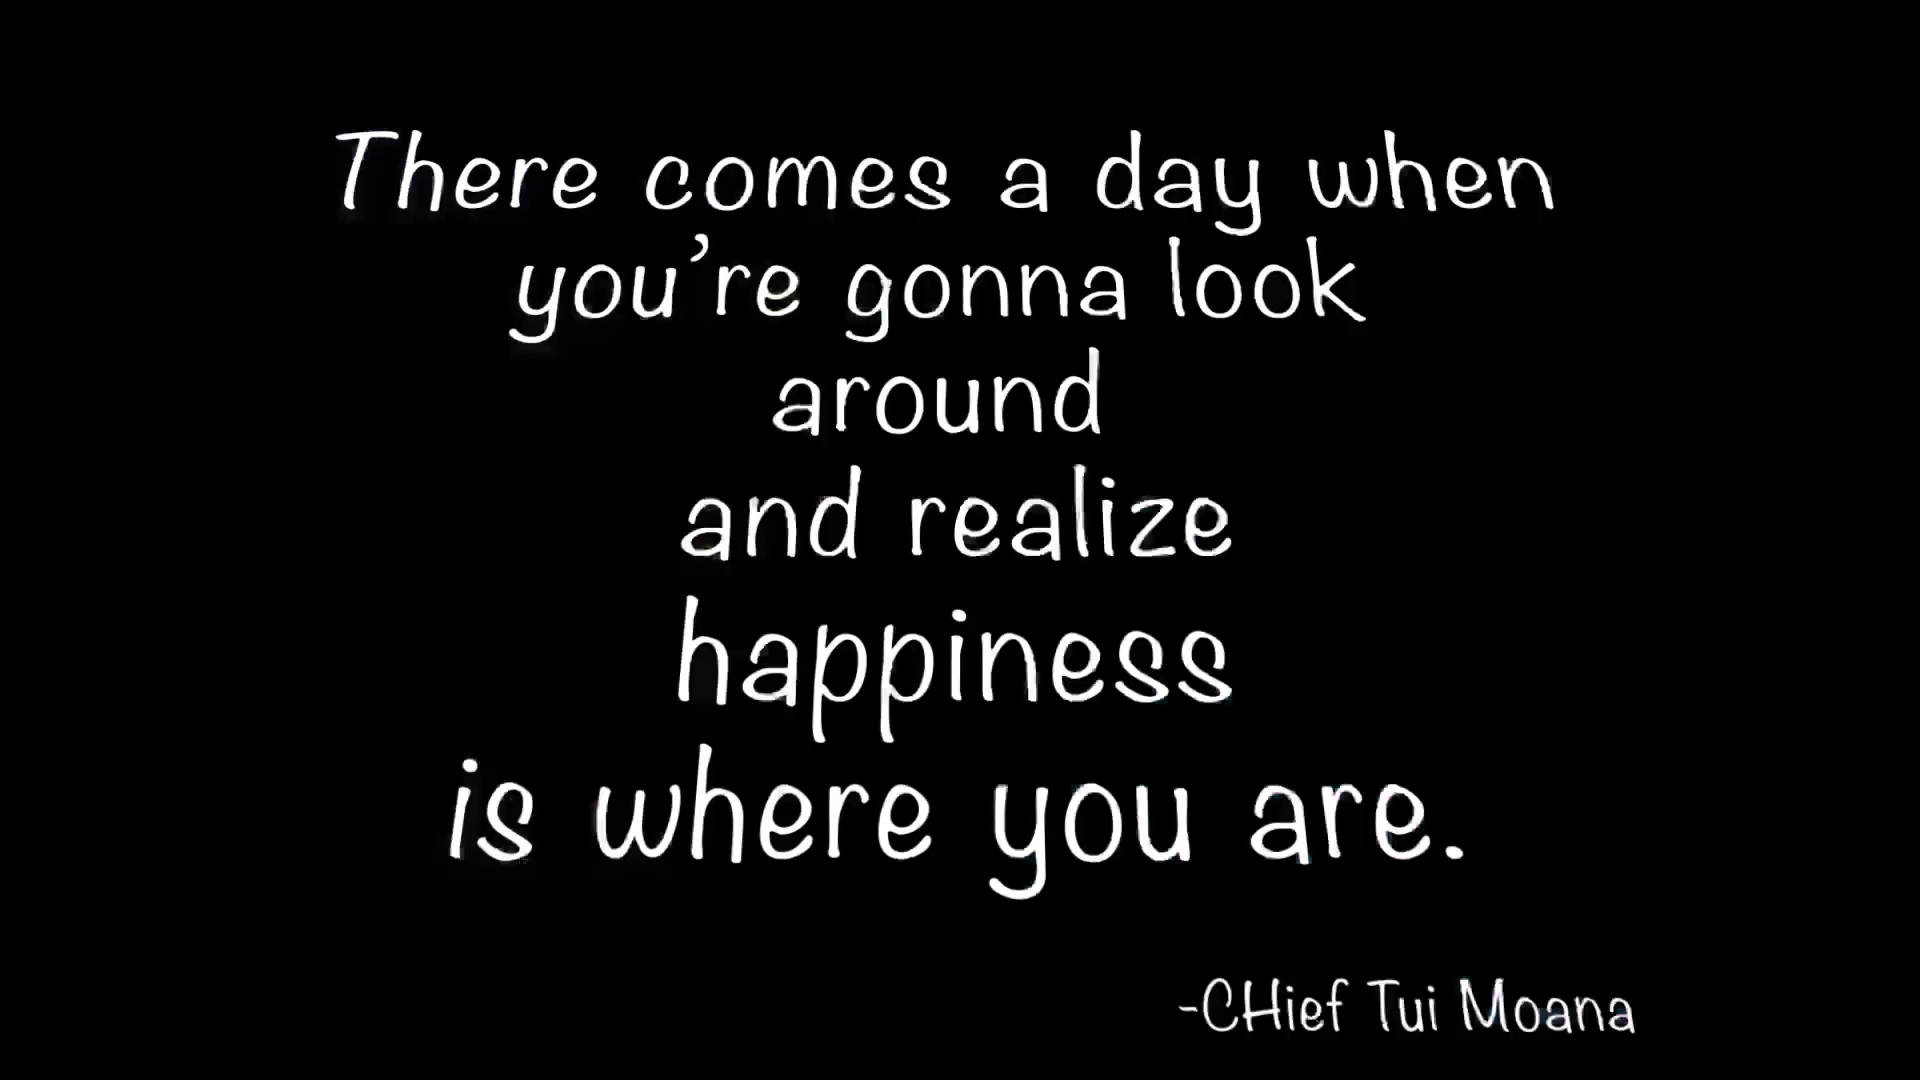 There comes a day when
you’re gonna look
around
and realize
happiness
is where you are.
-CHief Tui Moana